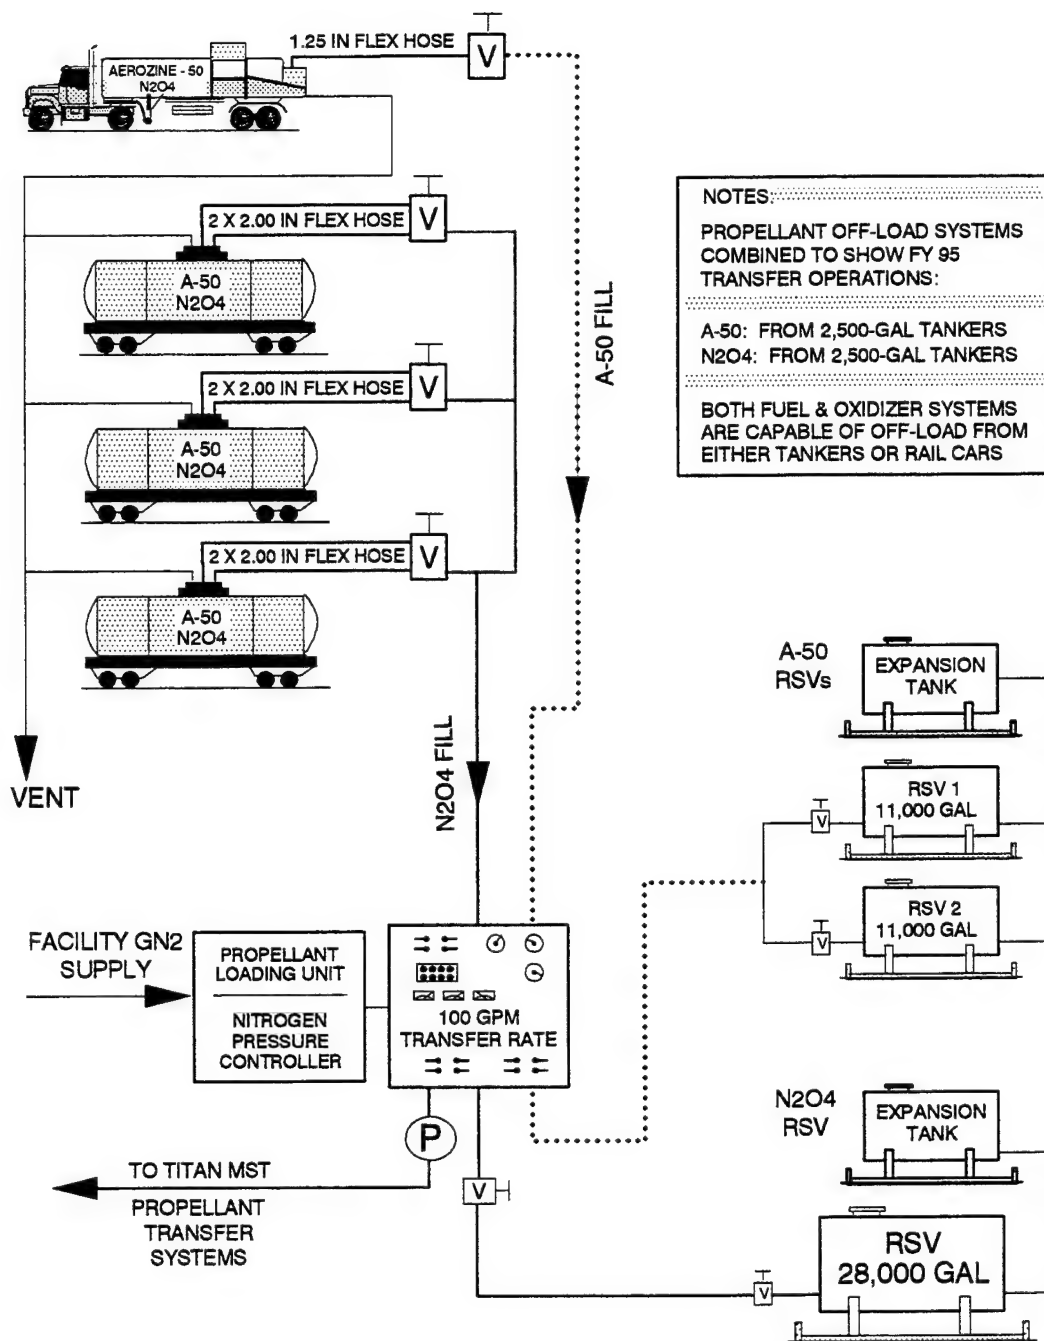 1.25 IN FLEX HOSE
V
AEROZINE - 50
N2O4
2 X 2.00 IN FLEX HOSE
V
A-50
N2O4
2 X 2.00 IN FLEX HOSE
V
A-50
N2O4
2 X 2.00 IN FLEX HOSE
V
A-50
N2O4
VENT
A-50 FILL
N2O4 FILL
NOTES:
PROPELLANT OFF-LOAD SYSTEMS
COMBINED TO SHOW FY 95
TRANSFER OPERATIONS:
A-50: FROM 2,500-GAL TANKERS
N2O4: FROM 2,500-GAL TANKERS
BOTH FUEL & OXIDIZER SYSTEMS
ARE CAPABLE OF OFF-LOAD FROM
EITHER TANKERS OR RAIL CARS
A-50
RSVs
EXPANSION
TANK
RSV 1
11,000 GAL
V
RSV 2
11,000 GAL
V
FACILITY GN2
SUPPLY
PROPELLANT
LOADING UNIT
NITROGEN
PRESSURE
CONTROLLER
100 GPM
TRANSFER RATE
P
TO TITAN MST
PROPELLANT
TRANSFER
SYSTEMS
V
N2O4
RSV
EXPANSION
TANK
RSV
28,000 GAL
V